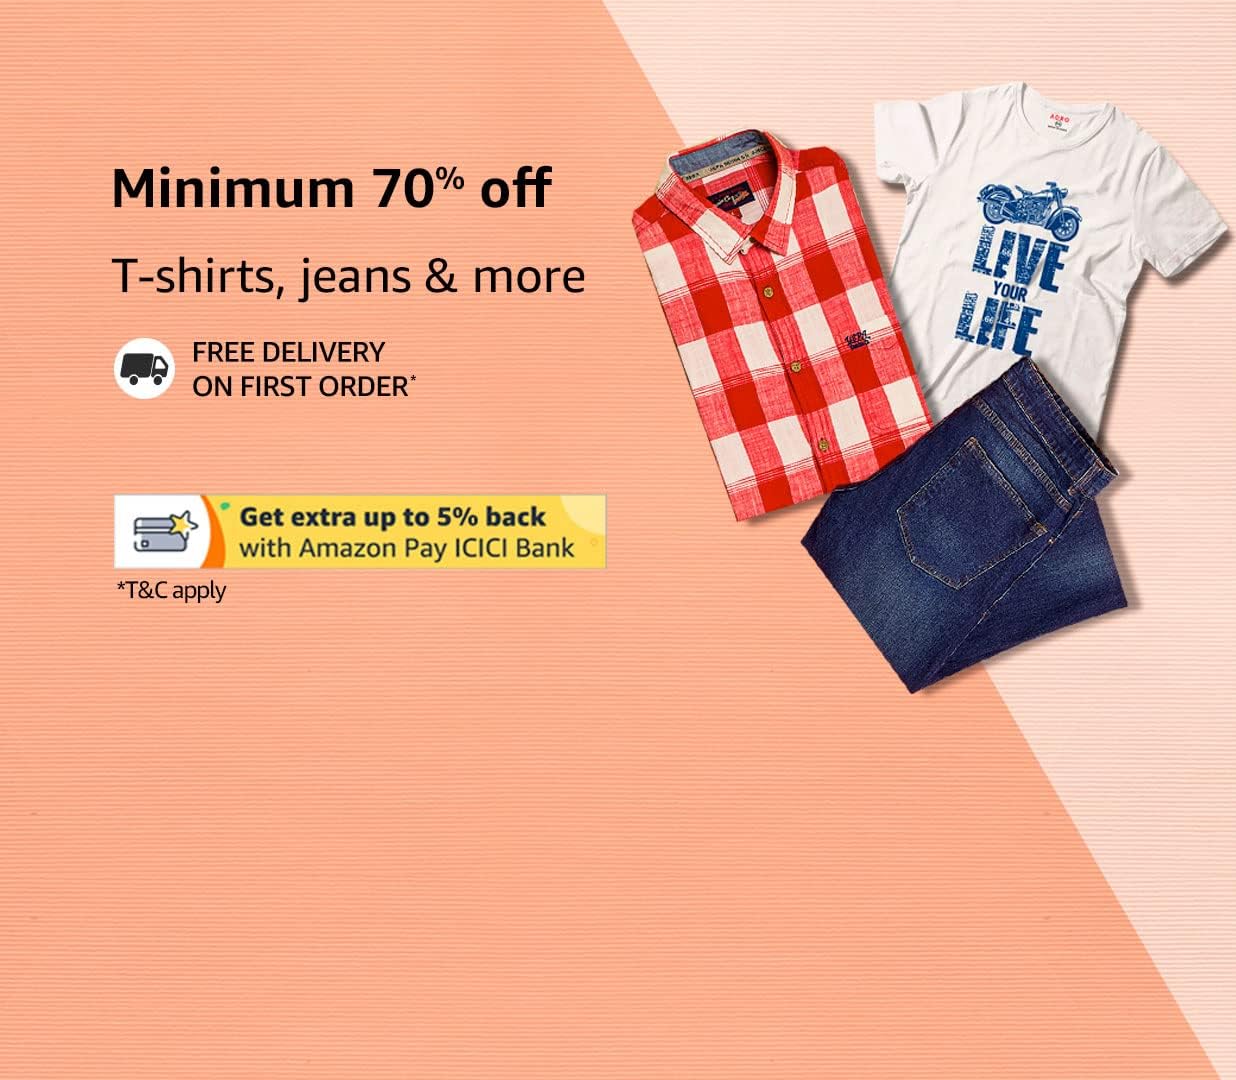 Minimum 70% off
T-shirts, jeans & more
FREE DELIVERY
ON FIRST ORDER*
Get extra up to 5% back
with Amazon Pay ICICI Bank
*T&C apply
LIVE
YOUR
LIFE